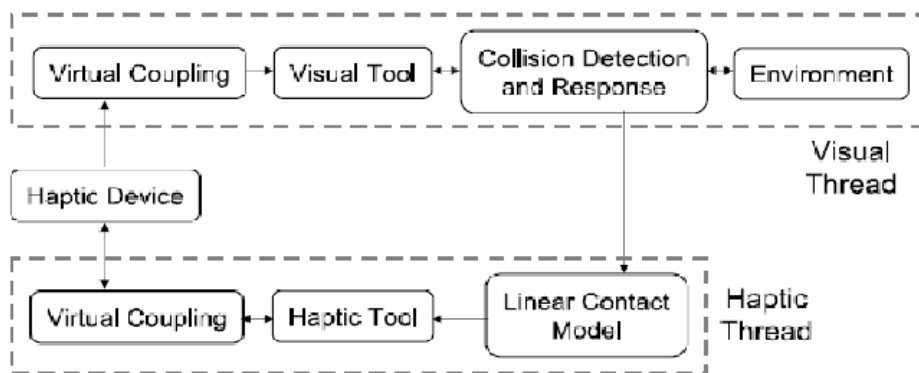 Virtual Coupling
Visual Tool
Collision Detection
and Response
Environment
Visual
Thread
Haptic Device
Virtual Coupling
Haptic Tool
Linear Contact
Model
Haptic
Thread